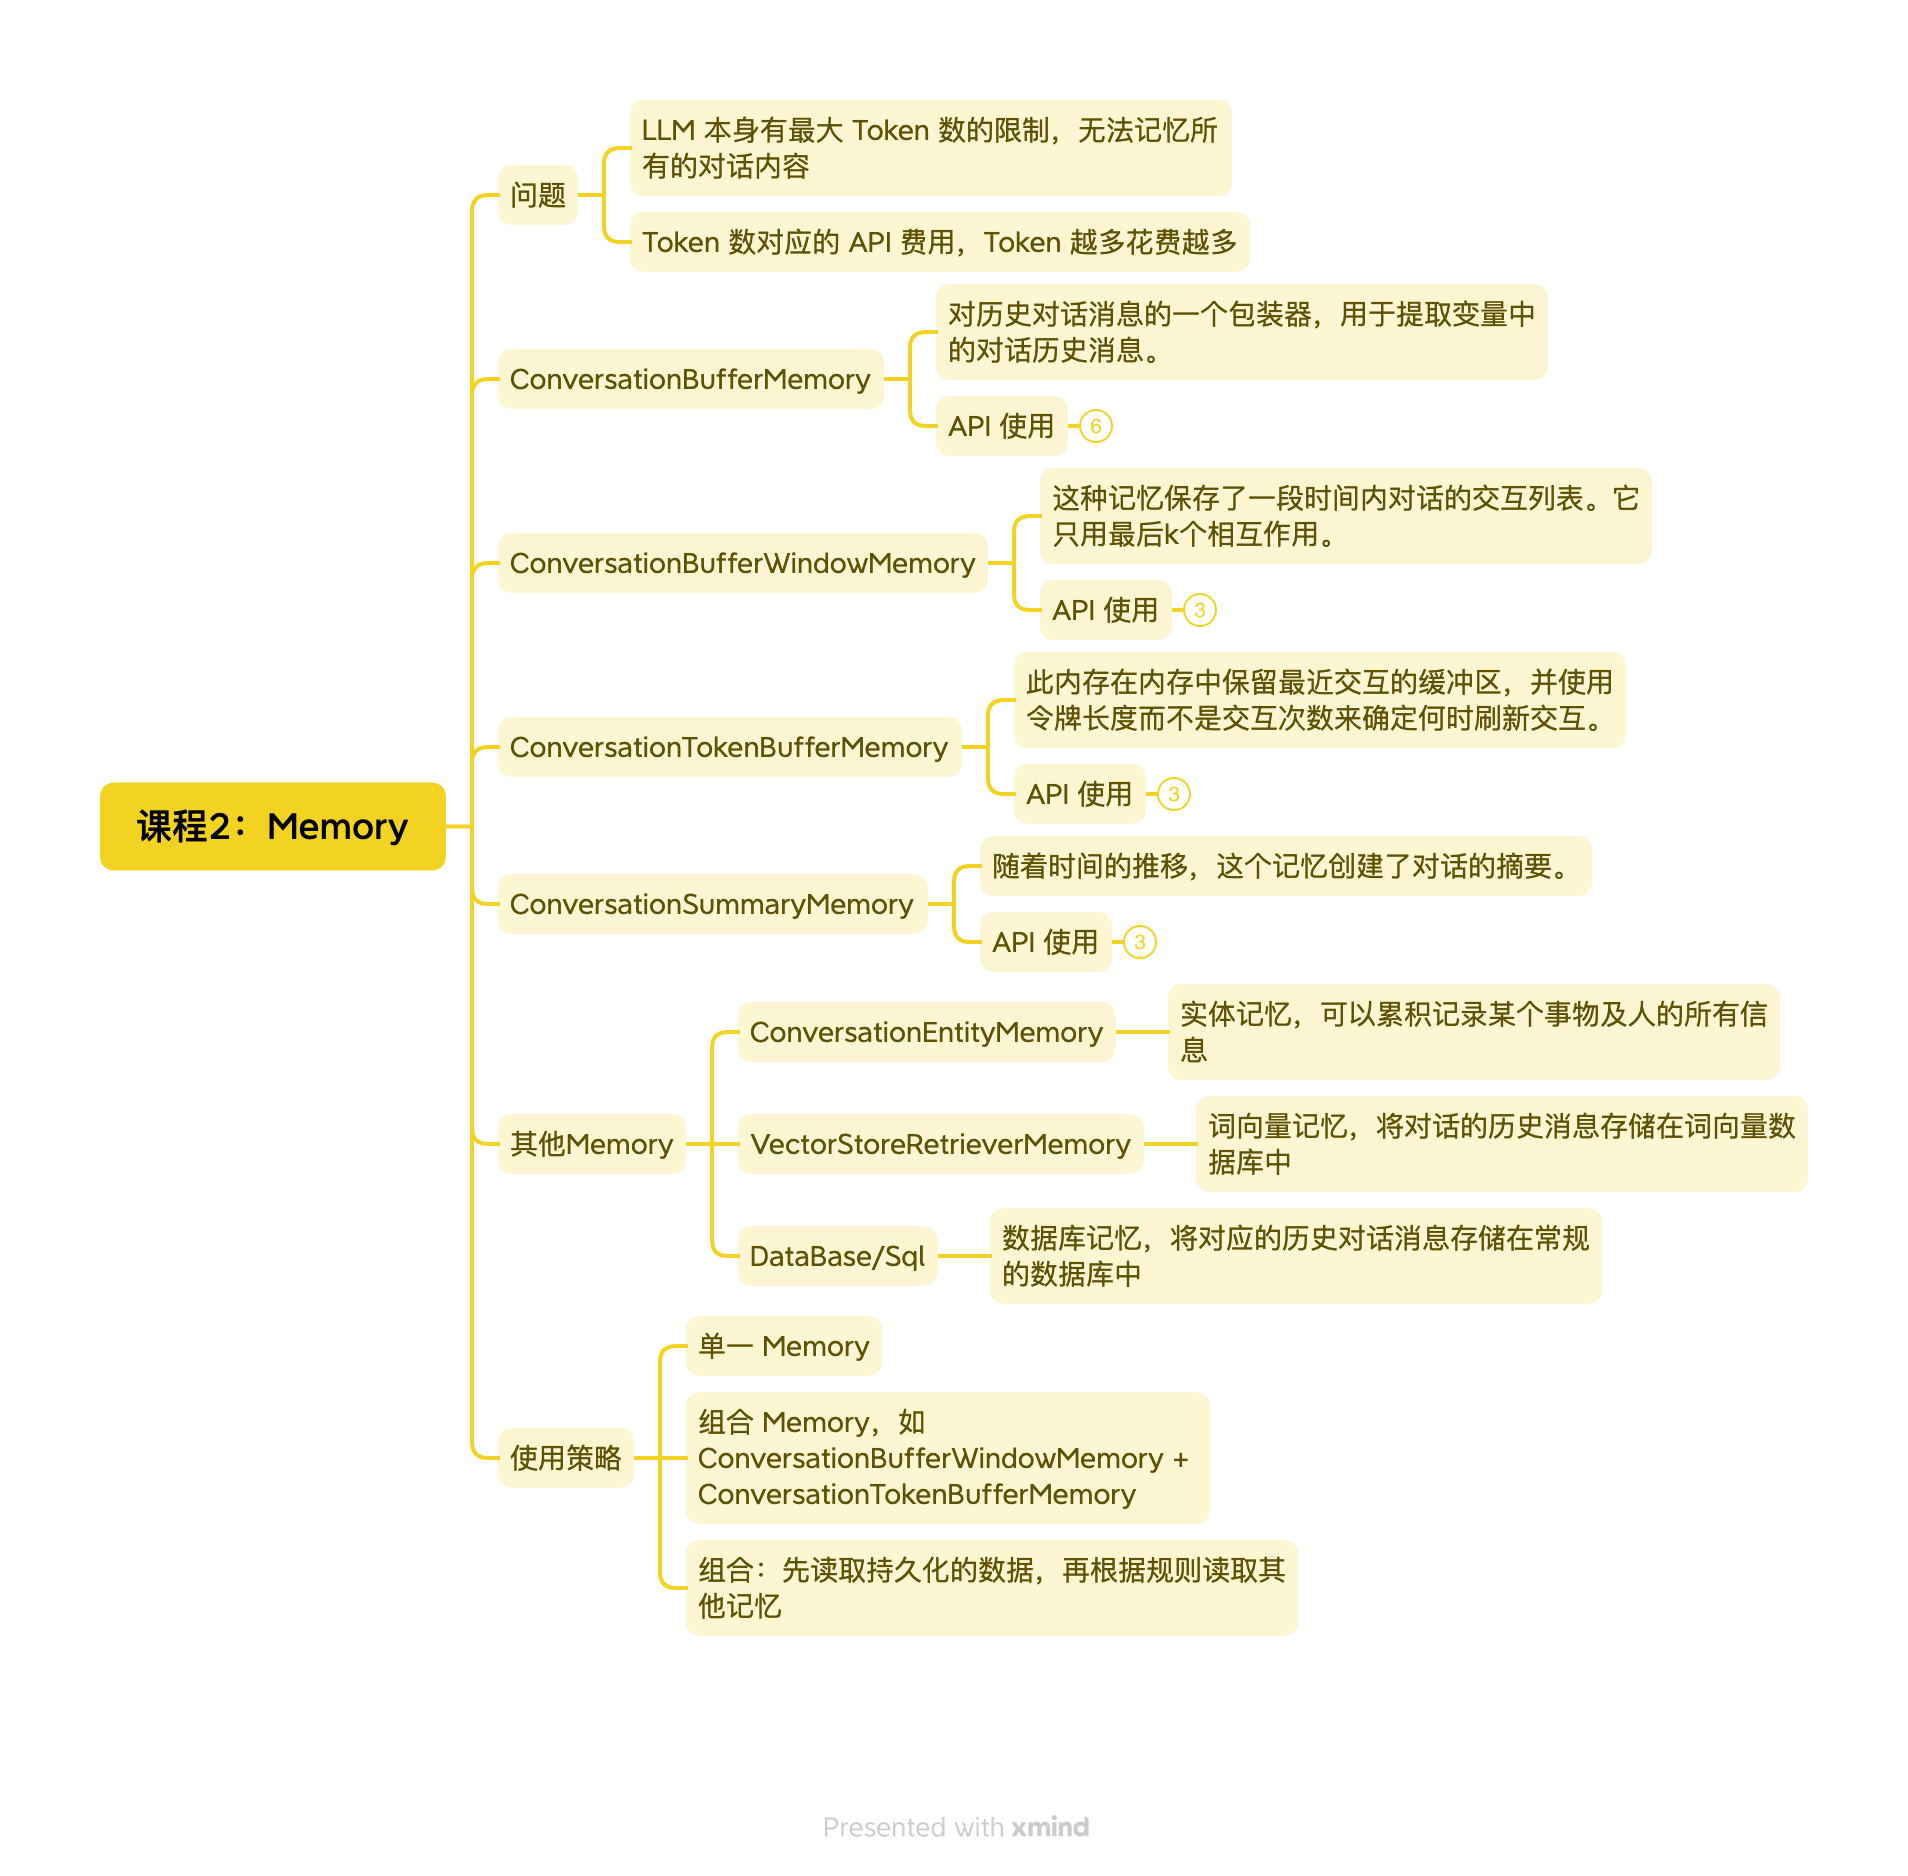 课程2：Memory
问题
LLM 本身有最大 Token 数的限制，无法记忆所
有的对话内容
Token 数对应的 API 费用，Token 越多花费越多
ConversationBufferMemory
对历史对话消息的一个包装器，用于提取变量中
的对话历史消息。
API 使用
6
ConversationBufferWindowMemory
这种记忆保存了一段时间内对话的交互列表。它
只用最后k个相互作用。
API 使用
3
ConversationTokenBufferMemory
此内存在内存中保留最近交互的缓冲区，并使用
令牌长度而不是交互次数来确定何时刷新交互。
API 使用
3
ConversationSummaryMemory
随着时间的推移，这个记忆创建了对话的摘要。
API 使用
3
其他Memory
ConversationEntityMemory
实体记忆，可以累积记录某个事物及人的所有信
息
VectorStoreRetrieverMemory
词向量记忆，将对话的历史消息存储在词向量数
据库中
DataBase/Sql
数据库记忆，将对应的历史对话消息存储在常规
的数据库中
使用策略
单一 Memory
组合 Memory，如
ConversationBufferWindowMemory +
ConversationTokenBufferMemory
组合：先读取持久化的数据，再根据规则读取其
他记忆
Presented with xmind